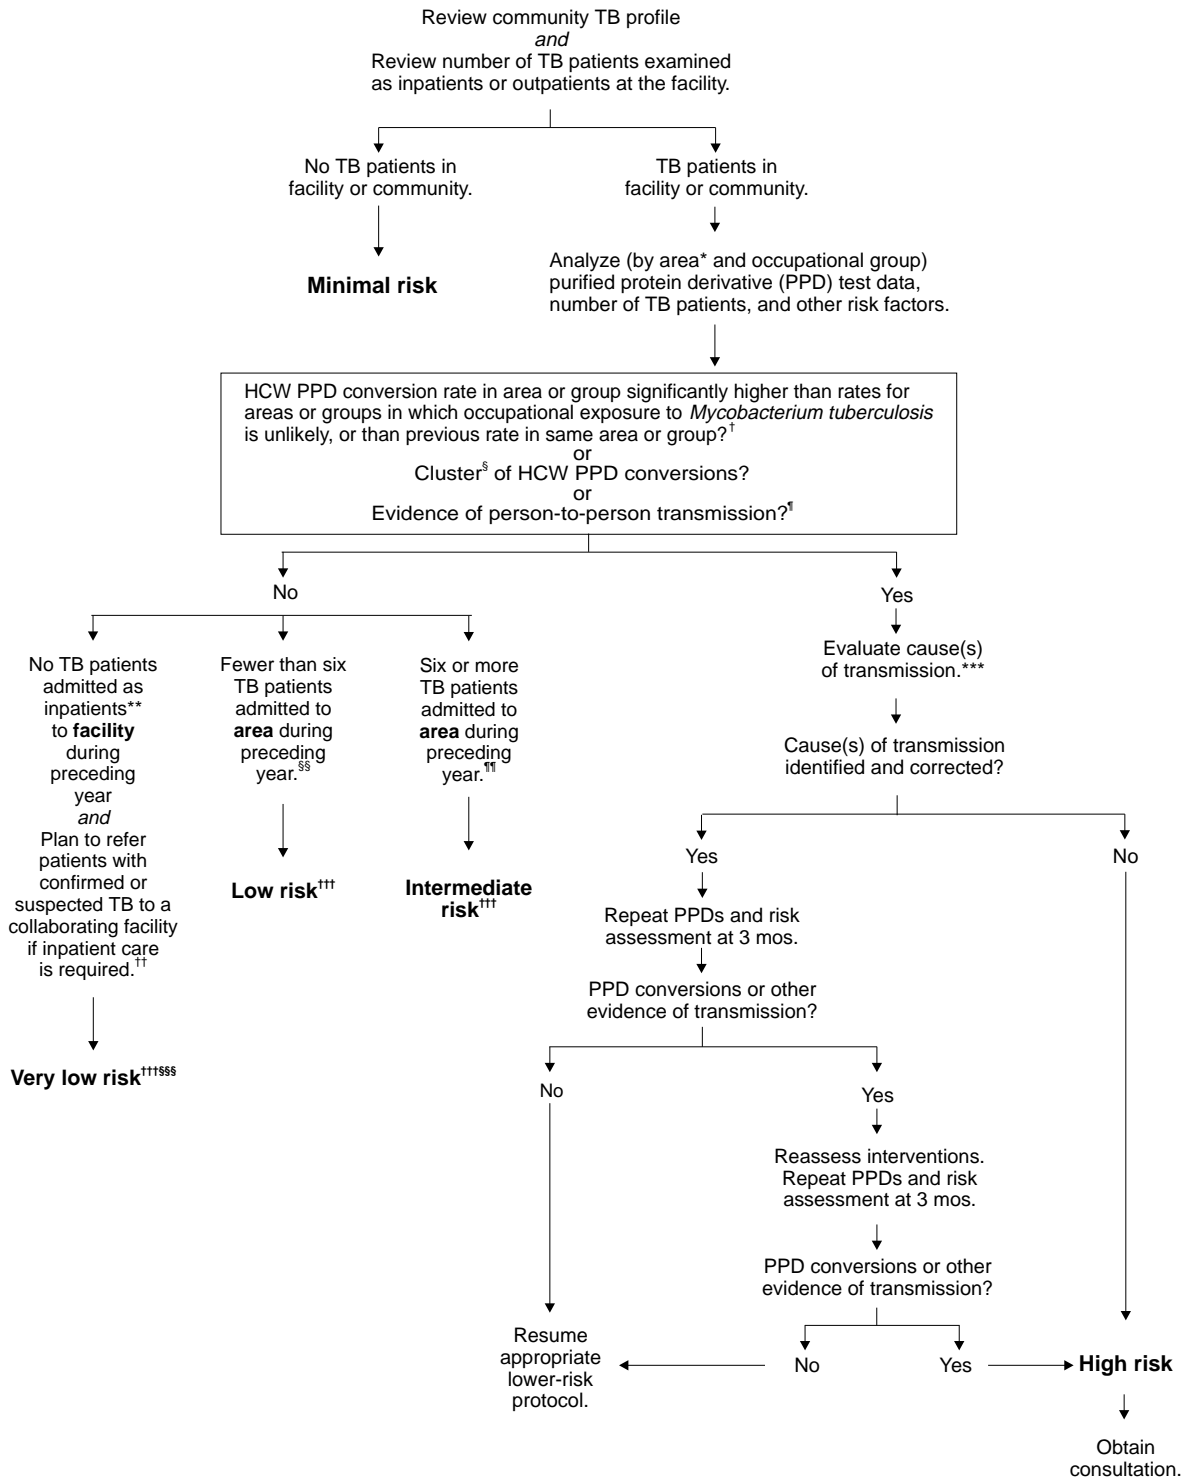 Review community TB profile
and
Review number of TB patients examined
as inpatients or outpatients at the facility.
No TB patients in
facility or community.
TB patients in
facility or community.
Minimal risk
Analyze (by area* and occupational group)
purified protein derivative (PPD) test data,
number of TB patients, and other risk factors.
HCW PPD conversion rate in area or group significantly higher than rates for
areas or groups in which occupational exposure to Mycobacterium tuberculosis
is unlikely, or than previous rate in same area or group?†
or
Cluster§ of HCW PPD conversions?
or
Evidence of person-to-person transmission?¶
No
Yes
No TB patients
admitted as
inpatients**
to facility
during
preceding
year
and
Plan to refer
patients with
confirmed or
suspected TB to a
collaborating facility
if inpatient care
is required.††
Very low risk†††§§§
Fewer than six
TB patients
admitted to
area during
preceding
year.§§
Low risk†††
Six or more
TB patients
admitted to
area during
preceding
year.¶¶
Intermediate
risk†††
Evaluate cause(s)
of transmission.***
Cause(s) of transmission
identified and corrected?
Yes
No
Repeat PPDs and risk
assessment at 3 mos.
PPD conversions or other
evidence of transmission?
No
Yes
Reassess interventions.
Repeat PPDs and risk
assessment at 3 mos.
PPD conversions or other
evidence of transmission?
Resume
appropriate
lower-risk
protocol.
No
Yes
High risk
Obtain
consultation.